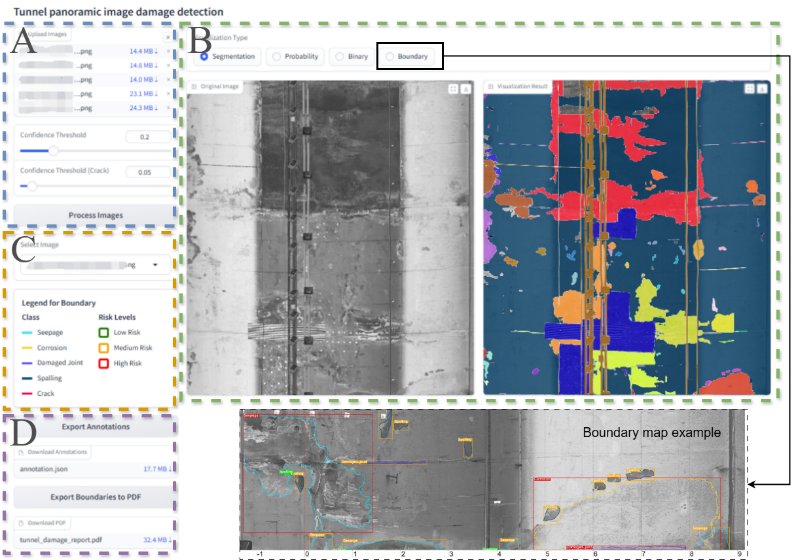 Tunnel panoramic image damage detection
A
Upload Images
...png 14.4 MB ↓ ×
...png 14.8 MB ↓ ×
...png 14.0 MB ↓ ×
...png 23.1 MB ↓ ×
...png 24.3 MB ↓ ×
Confidence Threshold 0.2
Confidence Threshold (Crack) 0.05
Process Images
B
Visualization Type
Segmentation Probability Binary Boundary
Original Image
Visualization Result
C
Select Image
Legend for Boundary
Class Risk Levels
Seepage Low Risk
Corrosion Medium Risk
Damaged Joint High Risk
Spalling
Crack
D
Export Annotations
Download Annotations
annotation.json 17.7 MB ↓
Export Boundaries to PDF
Download PDF
tunnel_damage_report.pdf 32.4 MB ↓
Boundary map example
-1 0 1 2 3 4 5 6 7 8 9